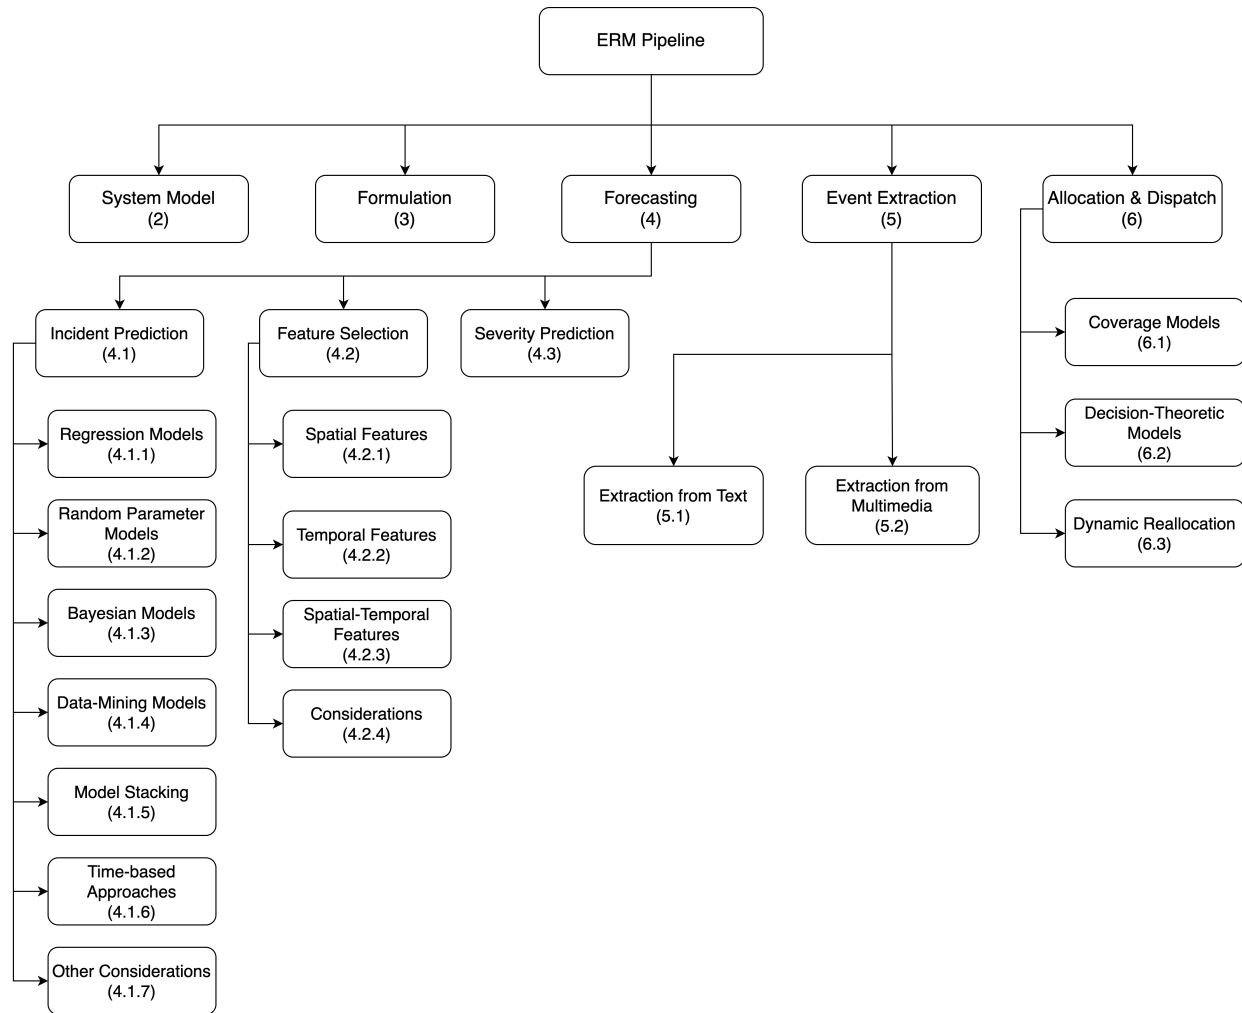 ERM Pipeline
System Model
(2)
Formulation
(3)
Forecasting
(4)
Event Extraction
(5)
Allocation & Dispatch
(6)
Incident Prediction
(4.1)
Feature Selection
(4.2)
Severity Prediction
(4.3)
Regression Models
(4.1.1)
Random Parameter
Models
(4.1.2)
Bayesian Models
(4.1.3)
Data-Mining Models
(4.1.4)
Model Stacking
(4.1.5)
Time-based
Approaches
(4.1.6)
Other Considerations
(4.1.7)
Spatial Features
(4.2.1)
Temporal Features
(4.2.2)
Spatial-Temporal
Features
(4.2.3)
Considerations
(4.2.4)
Extraction from Text
(5.1)
Extraction from
Multimedia
(5.2)
Coverage Models
(6.1)
Decision-Theoretic
Models
(6.2)
Dynamic Reallocation
(6.3)